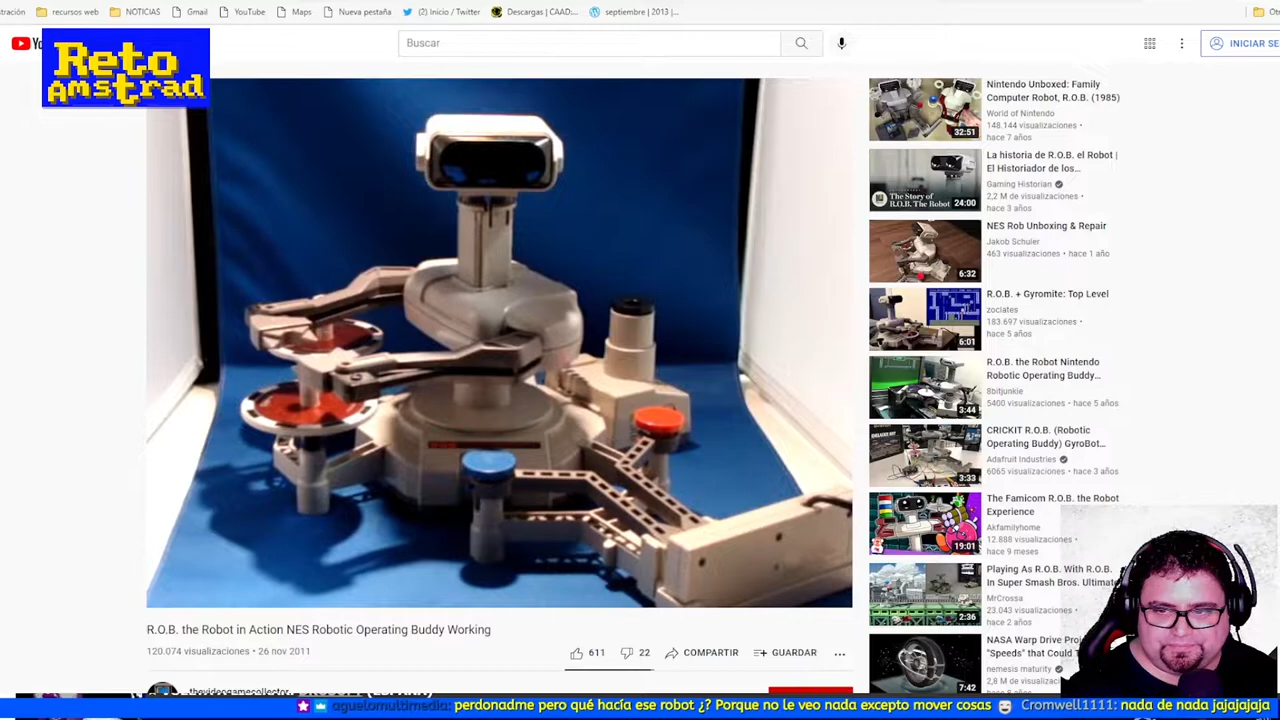 stración
recursos web
NOTICIAS
Gmail
YouTube
Maps
Nueva pestaña
(2) Inicio / Twitter
Descargas | CAAD:...
septiembre | 2013 |...
Reto
Amstrad
Buscar
INICIAR SE
Nintendo Unboxed: Family
Computer Robot, R.O.B. (1985)
World of Nintendo
148.144 visualizaciones •
hace 7 años
32:51
La historia de R.O.B. el Robot |
El Historiador de los...
Gaming Historian
2,2 M de visualizaciones •
hace 3 años
The Story of
R.O.B. The Robot
24:00
NES Rob Unboxing & Repair
Jakob Schuler
463 visualizaciones • hace 1 año
6:32
R.O.B. + Gyromite: Top Level
zociates
183.697 visualizaciones •
hace 5 años
6:01
R.O.B. the Robot Nintendo
Robotic Operating Buddy...
8bitjunkie
5400 visualizaciones • hace 5 años
3:44
CRICKIT R.O.B. (Robotic
Operating Buddy) GyroBot...
Adafruit Industries
6065 visualizaciones • hace 3 años
3:33
The Famicom R.O.B. the Robot
Experience
Akfamilyhome
12.888 visualizaciones •
hace 9 meses
19:01
Playing As R.O.B. With R.O.B.
In Super Smash Bros. Ultimate
MrCrossa
23.043 visualizaciones •
hace 2 años
2:36
NASA Warp Drive
"Speeds" that Could T
nemesis maturity
2,8 M de visualizaciones
7:42
R.O.B. the Robot in Action NES Robotic Operating Buddy Working
120.074 visualizaciones • 26 nov 2011
611
22
COMPARTIR
GUARDAR
...
thevideogamecollector.
aguelomultimedia: perdonadme pero qué hacía ese robot ¿? Porque no le veo nada excepto mover cosas
Cromwell1111: nada de nada jajajajaja